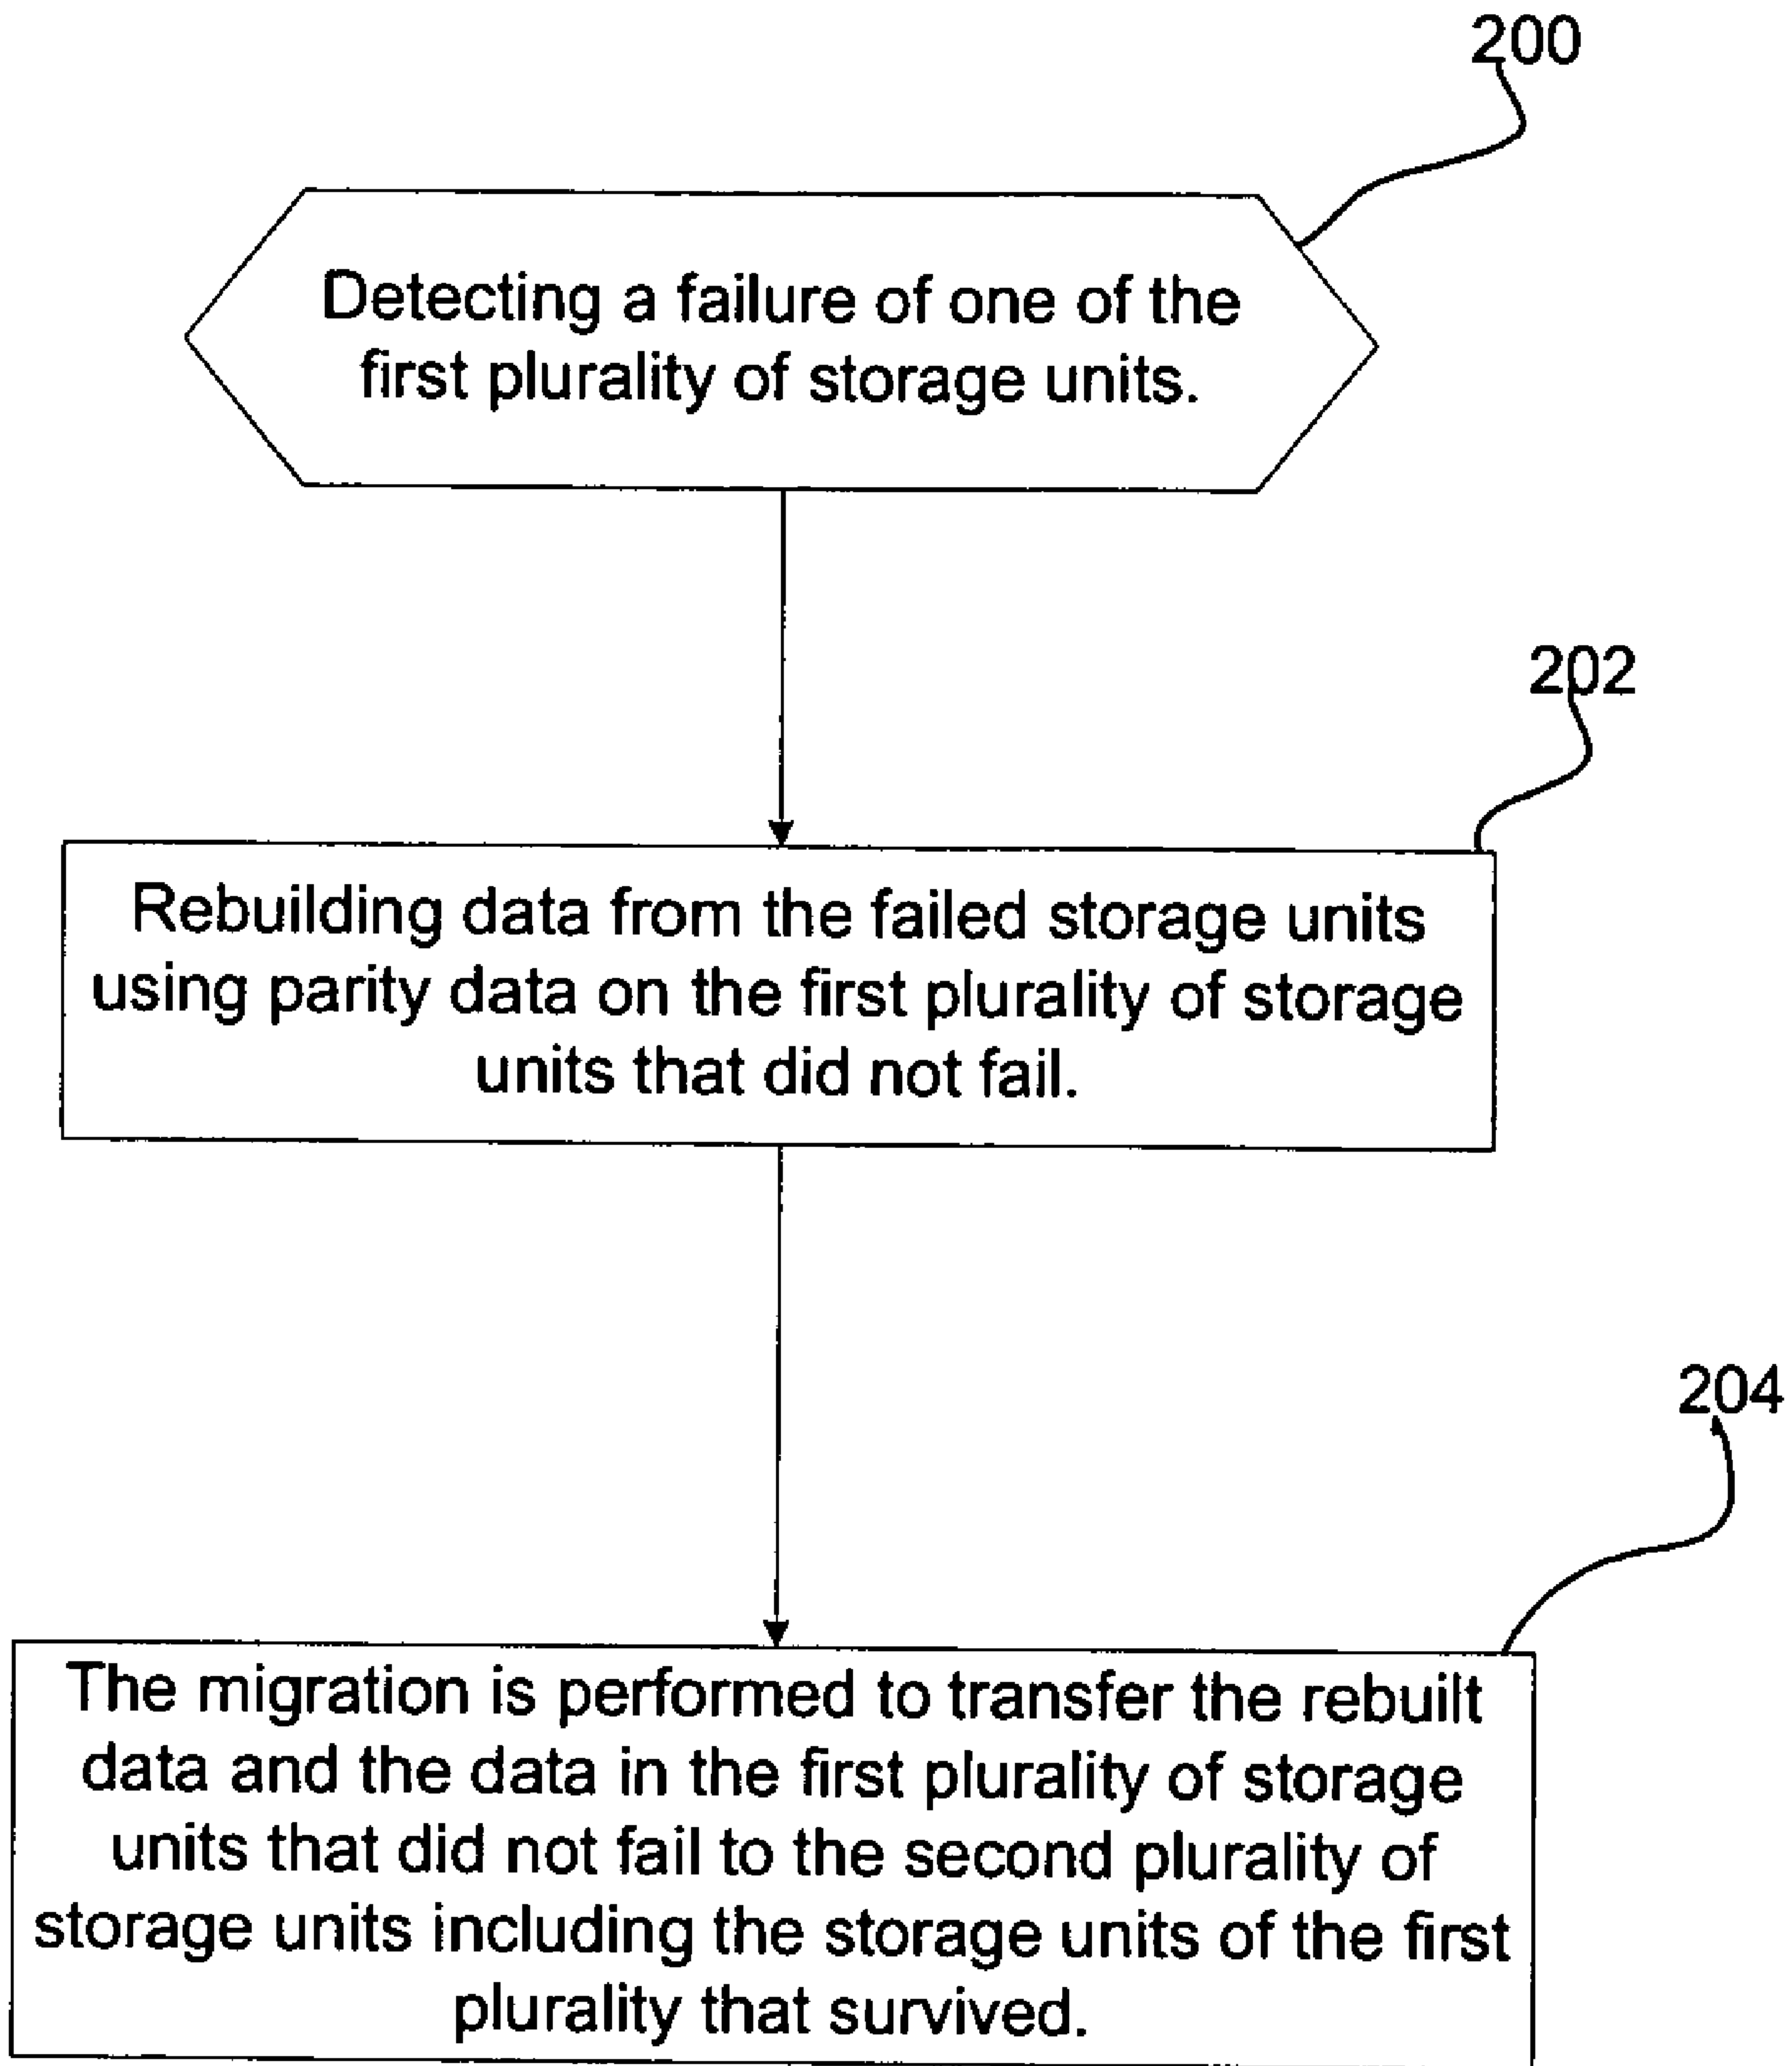 200
Detecting a failure of one of the
first plurality of storage units.
202
Rebuilding data from the failed storage units
using parity data on the first plurality of storage
units that did not fail.
204
The migration is performed to transfer the rebuilt
data and the data in the first plurality of storage
units that did not fail to the second plurality of
storage units including the storage units of the first
plurality that survived.